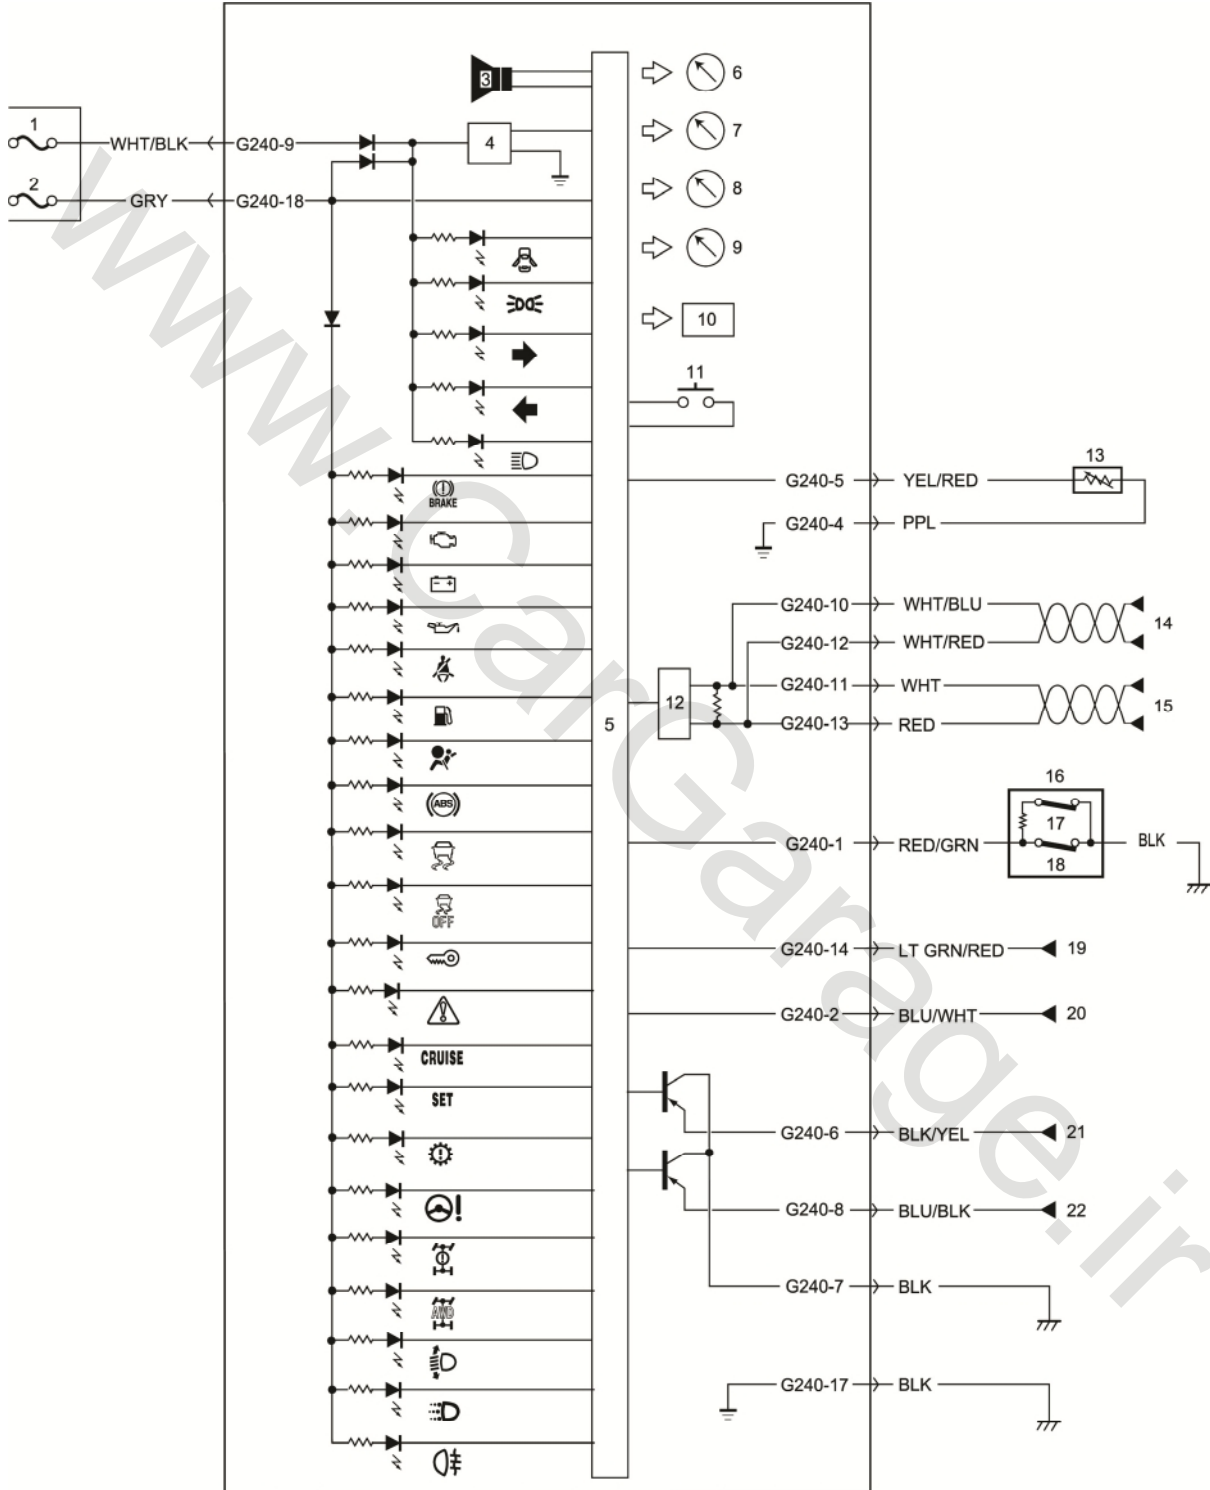 3
6
7
8
9
10
11
1
WHT/BLK
G240-9
4
2
GRY
G240-18
BRAKE
ABS
OFF
CRUISE
SET
AWD
5
G240-5
YEL/RED
13
G240-4
PPL
G240-10
WHT/BLU
14
G240-12
WHT/RED
12
G240-11
WHT
15
G240-13
RED
16
17
18
G240-1
RED/GRN
BLK
G240-14
LT GRN/RED
19
G240-2
BLU/WHT
20
G240-6
BLK/YEL
21
G240-8
BLU/BLK
22
G240-7
BLK
G240-17
BLK
www.CarGarage.ir